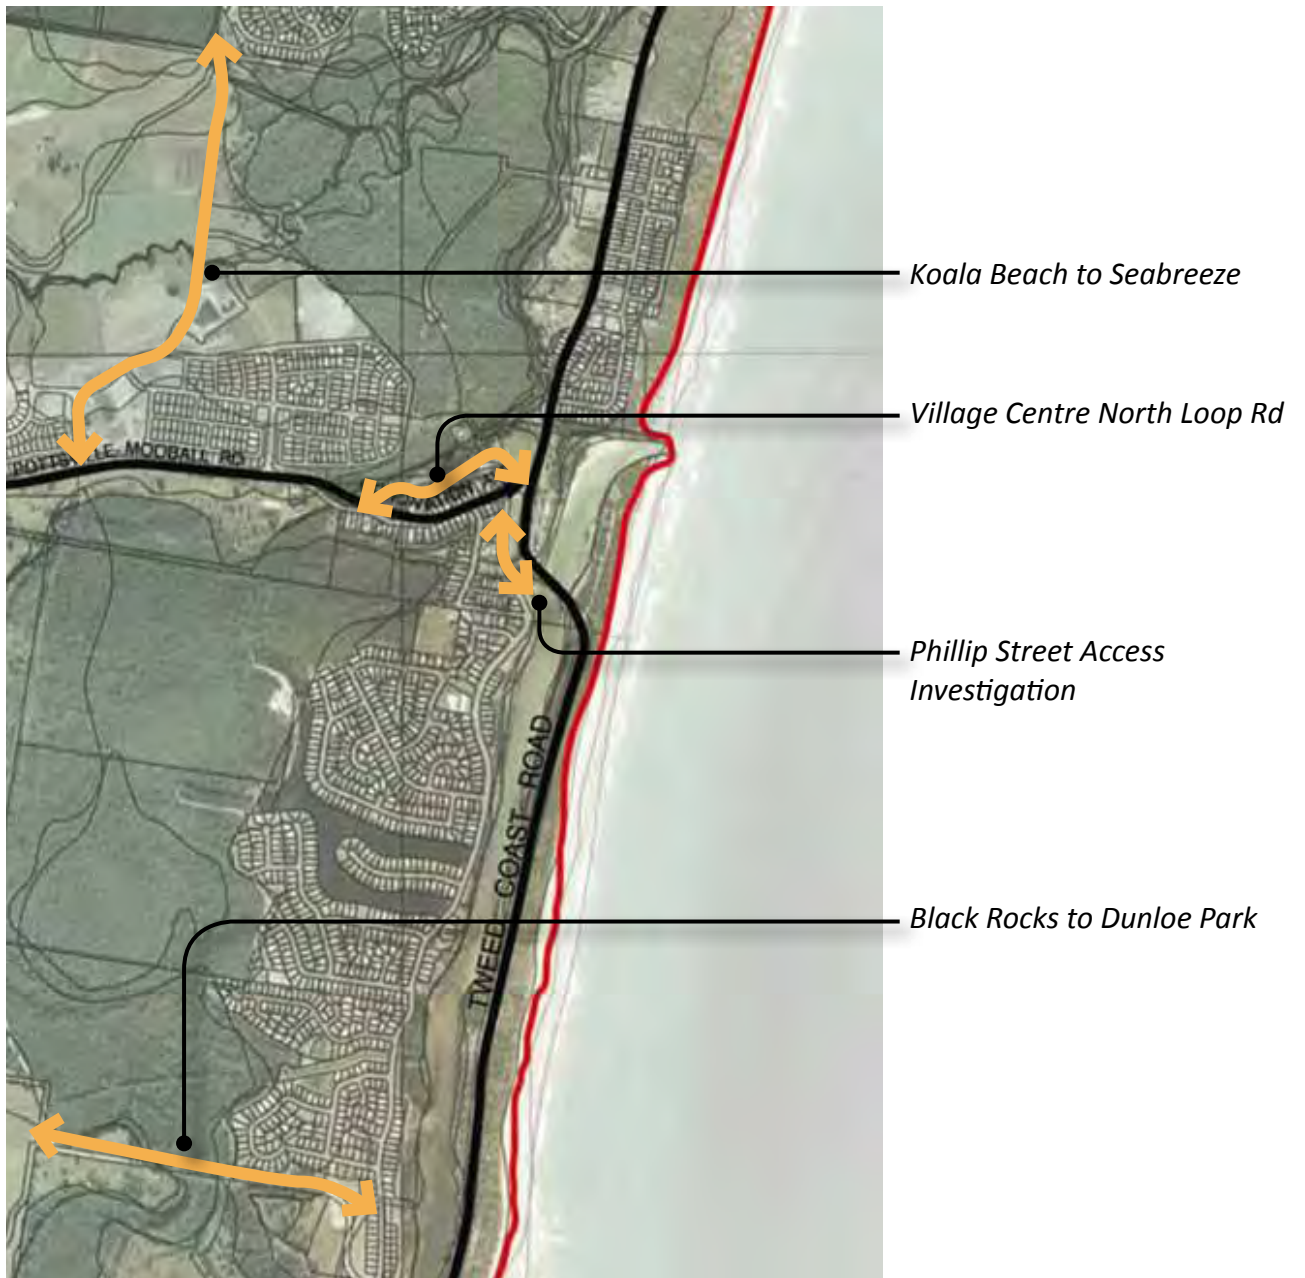 Koala Beach to Seabreeze
Village Centre North Loop Rd
POTTSVILLE MOOBALL RD
Phillip Street Access
Investigation
TWEED COAST ROAD
Black Rocks to Dunloe Park